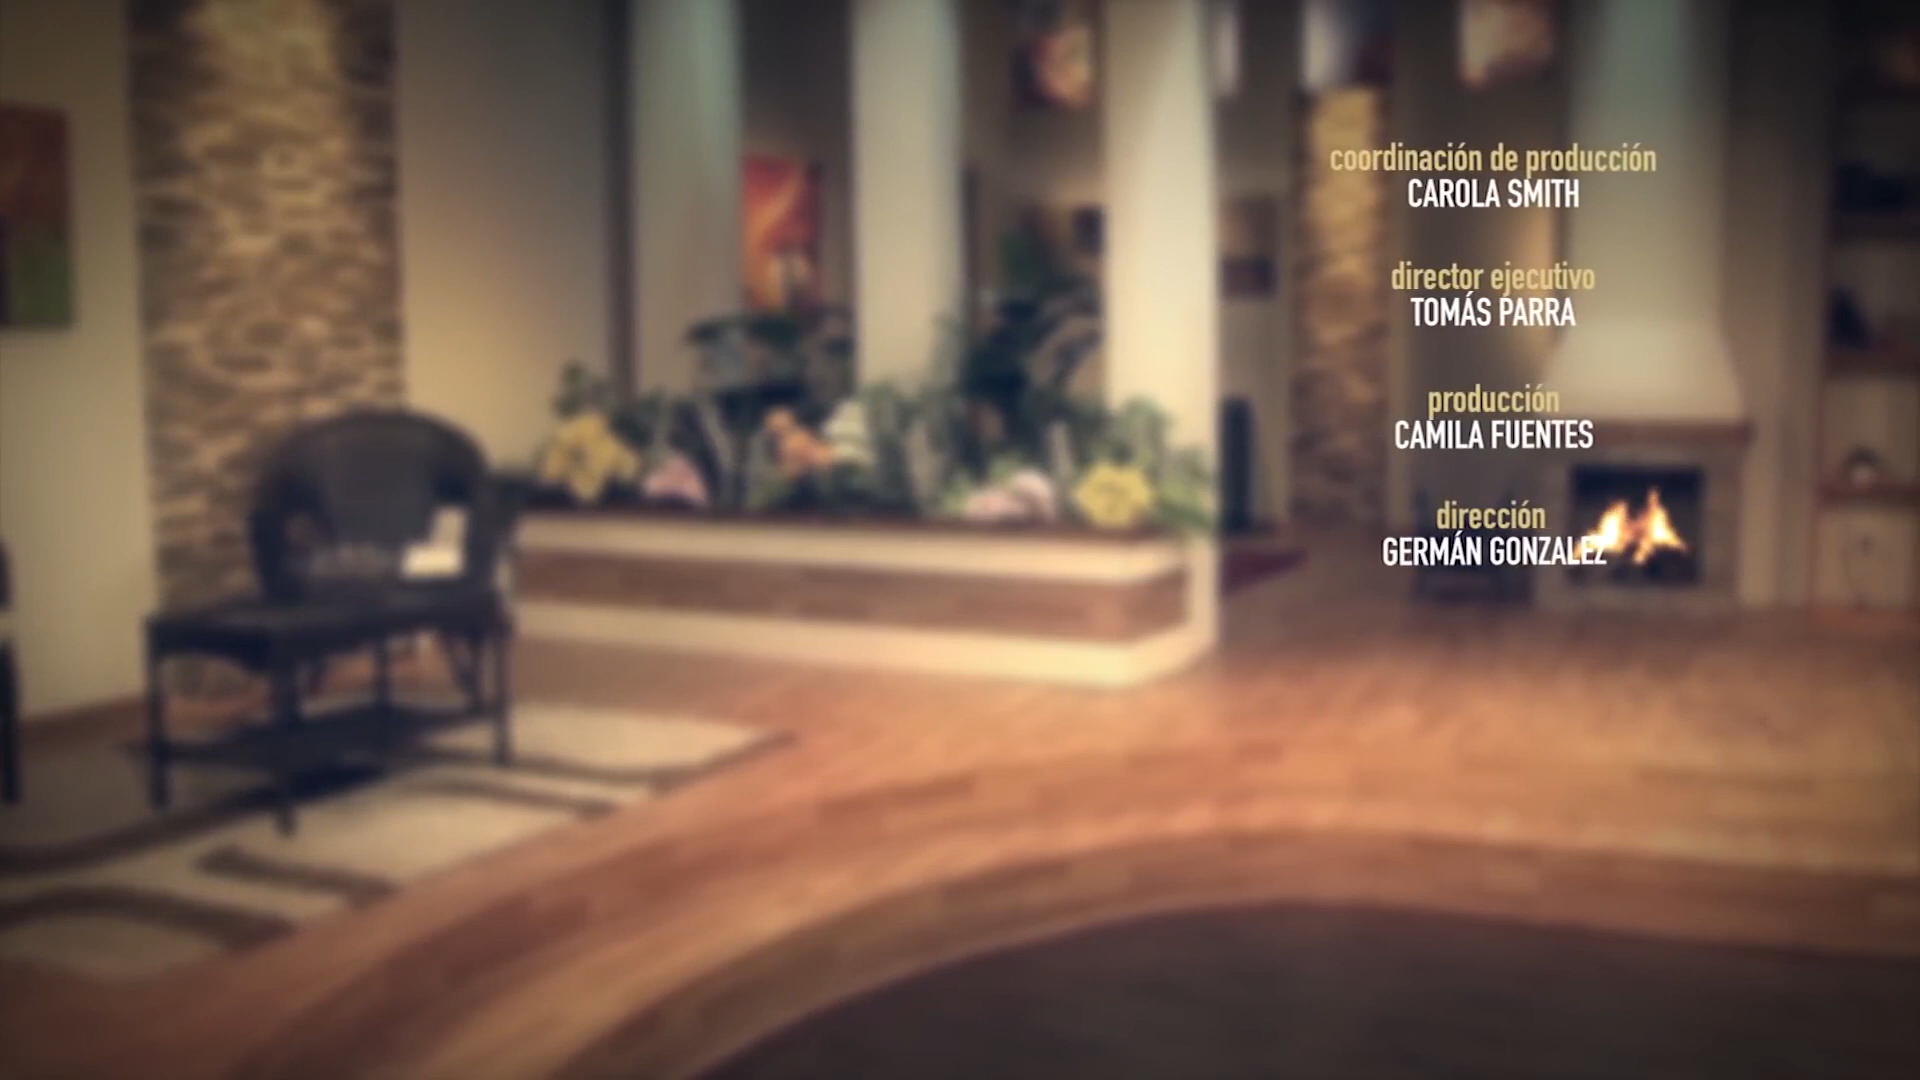 coordinación de producción
CAROLA SMITH
director ejecutivo
TOMÁS PARRA
producción
CAMILA FUENTES
dirección
GERMÁN GONZALEZ